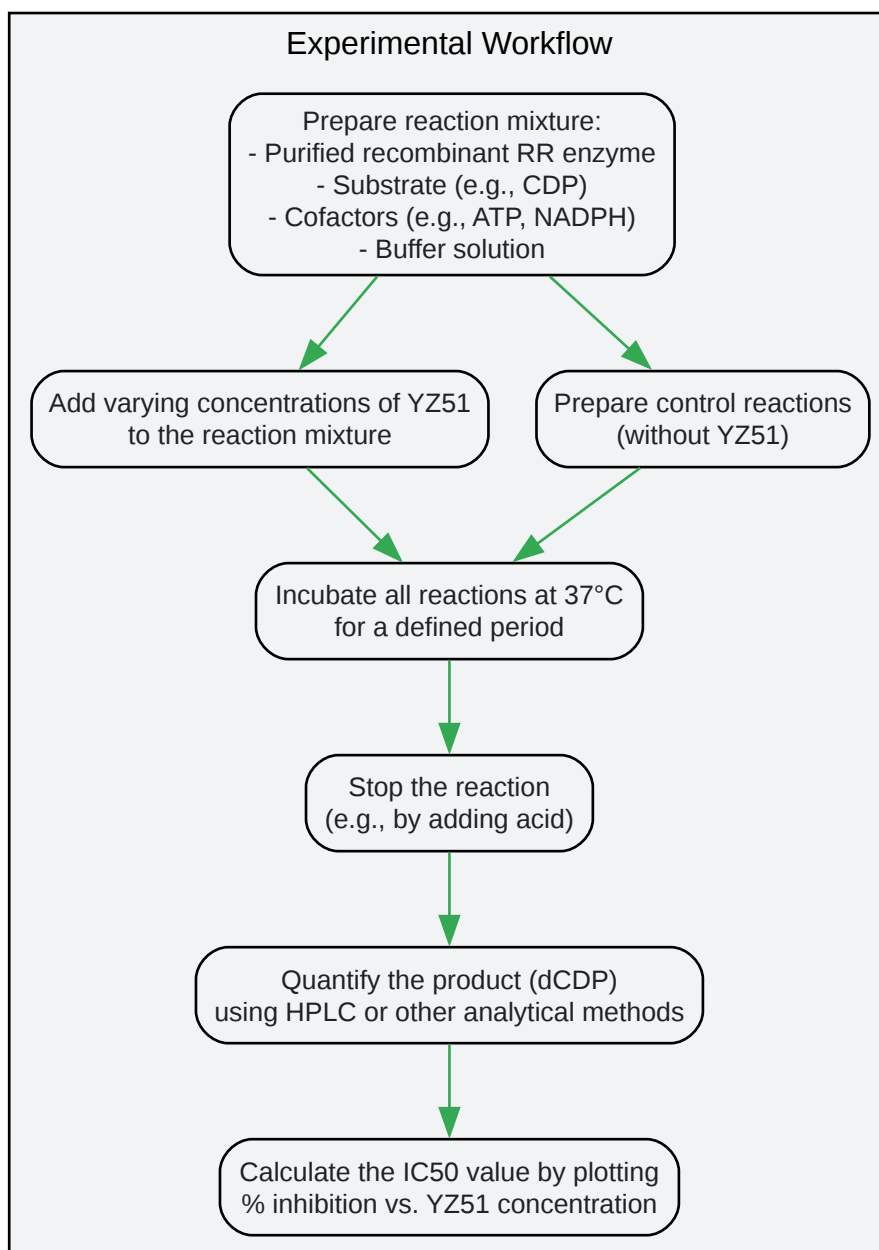 Experimental Workflow
Prepare reaction mixture:
- Purified recombinant RR enzyme
- Substrate (e.g., CDP)
- Cofactors (e.g., ATP, NADPH)
- Buffer solution
Add varying concentrations of YZ51
to the reaction mixture
Prepare control reactions
(without YZ51)
Incubate all reactions at 37°C
for a defined period
Stop the reaction
(e.g., by adding acid)
Quantify the product (dCDP)
using HPLC or other analytical methods
Calculate the IC50 value by plotting
% inhibition vs. YZ51 concentration